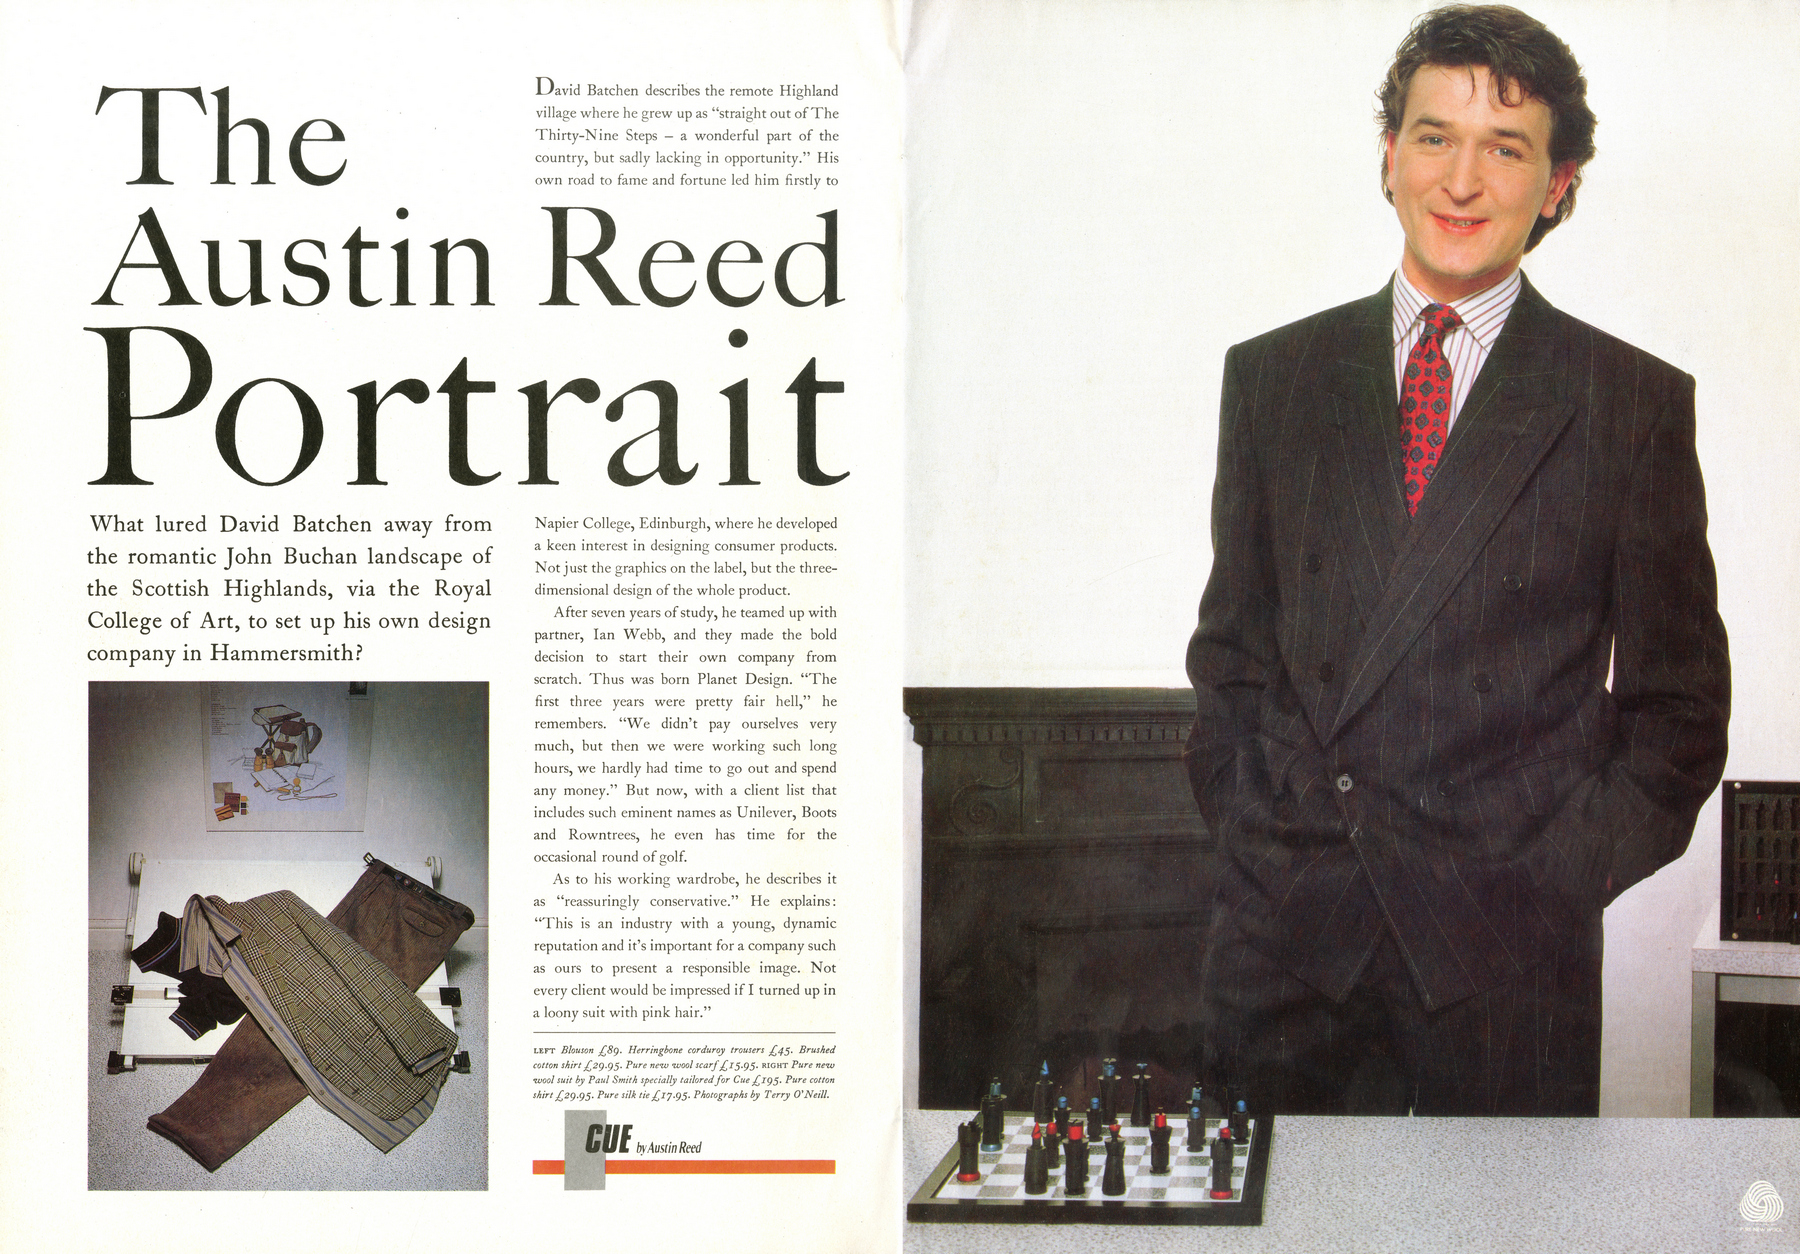 The
Austin Reed
Portrait
What lured David Batchen away from
the romantic John Buchan landscape of
the Scottish Highlands, via the Royal
College of Art, to set up his own design
company in Hammersmith?
David Batchen describes the remote Highland
village where he grew up as “straight out of The
Thirty-Nine Steps – a wonderful part of the
country, but sadly lacking in opportunity.” His
own road to fame and fortune led him firstly to
Napier College, Edinburgh, where he developed
a keen interest in designing consumer products.
Not just the graphics on the label, but the three-
dimensional design of the whole product.
After seven years of study, he teamed up with
partner, Ian Webb, and they made the bold
decision to start their own company from
scratch. Thus was born Planet Design. “The
first three years were pretty fair hell,” he
remembers. “We didn’t pay ourselves very
much, but then we were working such long
hours, we hardly had time to go out and spend
any money.” But now, with a client list that
includes such eminent names as Unilever, Boots
and Rowntrees, he even has time for the
occasional round of golf.
As to his working wardrobe, he describes it
as “reassuringly conservative.” He explains:
“This is an industry with a young, dynamic
reputation and it’s important for a company such
as ours to present a responsible image. Not
every client would be impressed if I turned up in
a loony suit with pink hair.”
LEFT Blouson £89. Herringbone corduroy trousers £45. Brushed
cotton shirt £29.95. Pure new wool scarf £15.95. RIGHT Pure new
wool suit by Paul Smith specially tailored for Cue £195. Pure cotton
shirt £29.95. Pure silk tie £17.95. Photographs by Terry O’Neill.
CUE by Austin Reed
PURE NEW WOOL